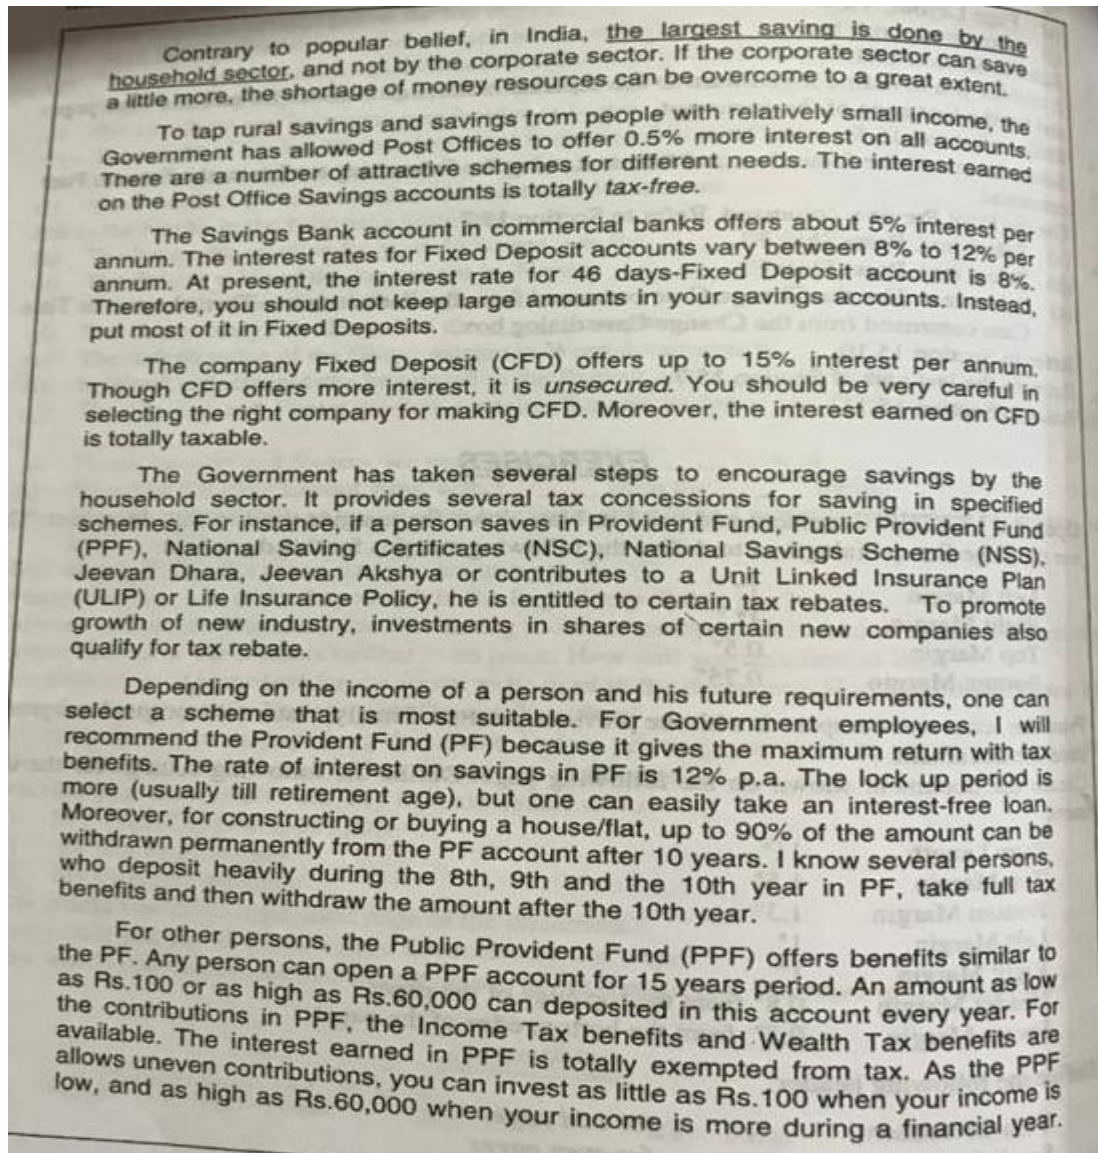 Contrary to popular belief, in India, the largest saving is done by the
household sector, and not by the corporate sector. If the corporate sector can save
a little more, the shortage of money resources can be overcome to a great extent.
To tap rural savings and savings from people with relatively small income, the
Government has allowed Post Offices to offer 0.5% more interest on all accounts.
There are a number of attractive schemes for different needs. The interest earned
on the Post Office Savings accounts is totally tax-free.
The Savings Bank account in commercial banks offers about 5% interest per
annum. The interest rates for Fixed Deposit accounts vary between 8% to 12% per
annum. At present, the interest rate for 46 days-Fixed Deposit account is 8%.
Therefore, you should not keep large amounts in your savings accounts. Instead,
put most of it in Fixed Deposits.
The company Fixed Deposit (CFD) offers up to 15% interest per annum.
Though CFD offers more interest, it is unsecured. You should be very careful in
selecting the right company for making CFD. Moreover, the interest earned on CFD
is totally taxable.
The Government has taken several steps to encourage savings by the
household sector. It provides several tax concessions for saving in specified
schemes. For instance, if a person saves in Provident Fund, Public Provident Fund
(PPF), National Saving Certificates (NSC), National Savings Scheme (NSS),
Jeevan Dhara, Jeevan Akshya or contributes to a Unit Linked Insurance Plan
(ULIP) or Life Insurance Policy, he is entitled to certain tax rebates. To promote
growth of new industry, investments in shares of certain new companies also
qualify for tax rebate.
Depending on the income of a person and his future requirements, one can
select a scheme that is most suitable. For Government employees, I will
recommend the Provident Fund (PF) because it gives the maximum return with tax
benefits. The rate of interest on savings in PF is 12% p.a. The lock up period is
more (usually till retirement age), but one can easily take an interest-free loan.
Moreover, for constructing or buying a house/flat, up to 90% of the amount can be
withdrawn permanently from the PF account after 10 years. I know several persons,
who deposit heavily during the 8th, 9th and the 10th year in PF, take full tax
benefits and then withdraw the amount after the 10th year.
For other persons, the Public Provident Fund (PPF) offers benefits similar to
the PF. Any person can open a PPF account for 15 years period. An amount as low
as Rs.100 or as high as Rs.60,000 can deposited in this account every year. For
the contributions in PPF, the Income Tax benefits and Wealth Tax benefits are
available. The interest earned in PPF is totally exempted from tax. As the PPF
allows uneven contributions, you can invest as little as Rs.100 when your income is
low, and as high as Rs.60,000 when your income is more during a financial year.